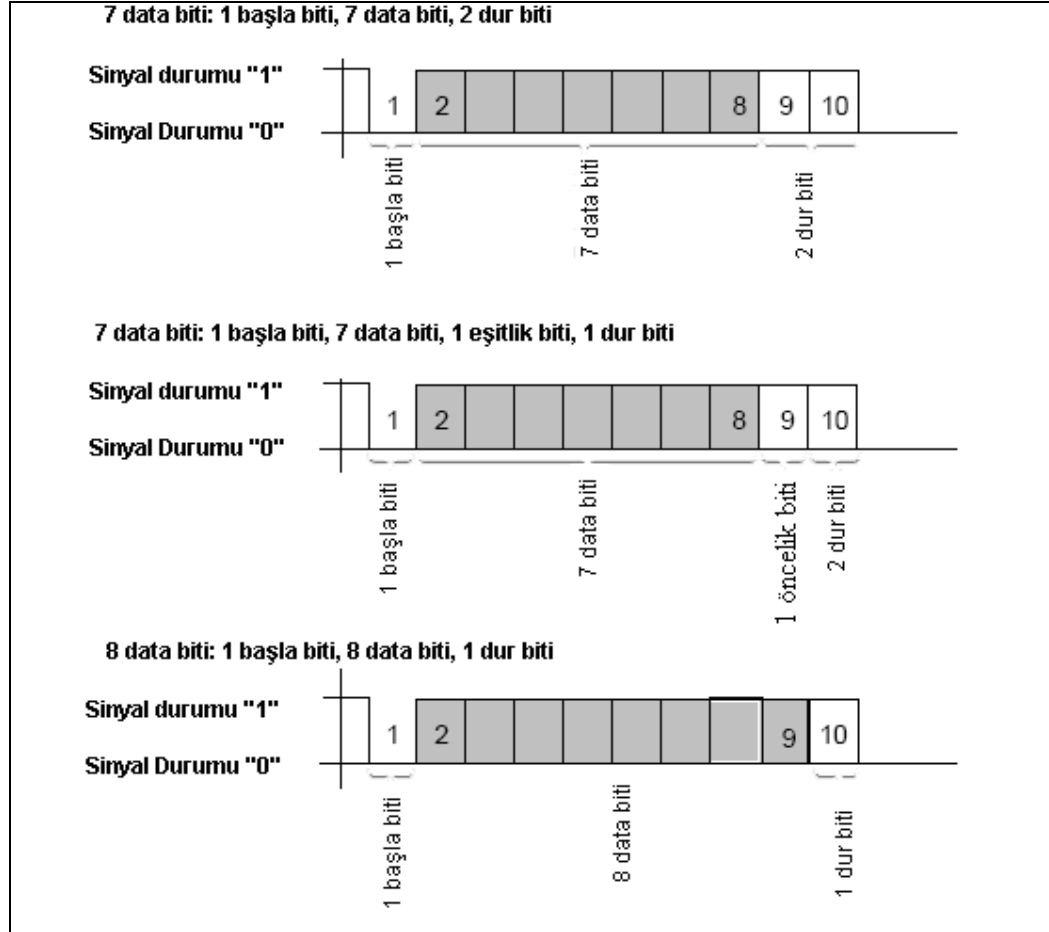 7 data biti: 1 başla biti, 7 data biti, 2 dur biti
Sinyal durumu "1"
Sinyal Durumu "0"
1 2 8 9 10
1 başla biti
7 data biti
2 dur biti
7 data biti: 1 başla biti, 7 data biti, 1 eşitlik biti, 1 dur biti
Sinyal durumu "1"
Sinyal Durumu "0"
1 2 8 9 10
1 başla biti
7 data biti
1 öncelik biti
2 dur biti
8 data biti: 1 başla biti, 8 data biti, 1 dur biti
Sinyal durumu "1"
Sinyal Durumu "0"
1 2 9 10
1 başla biti
8 data biti
1 dur biti